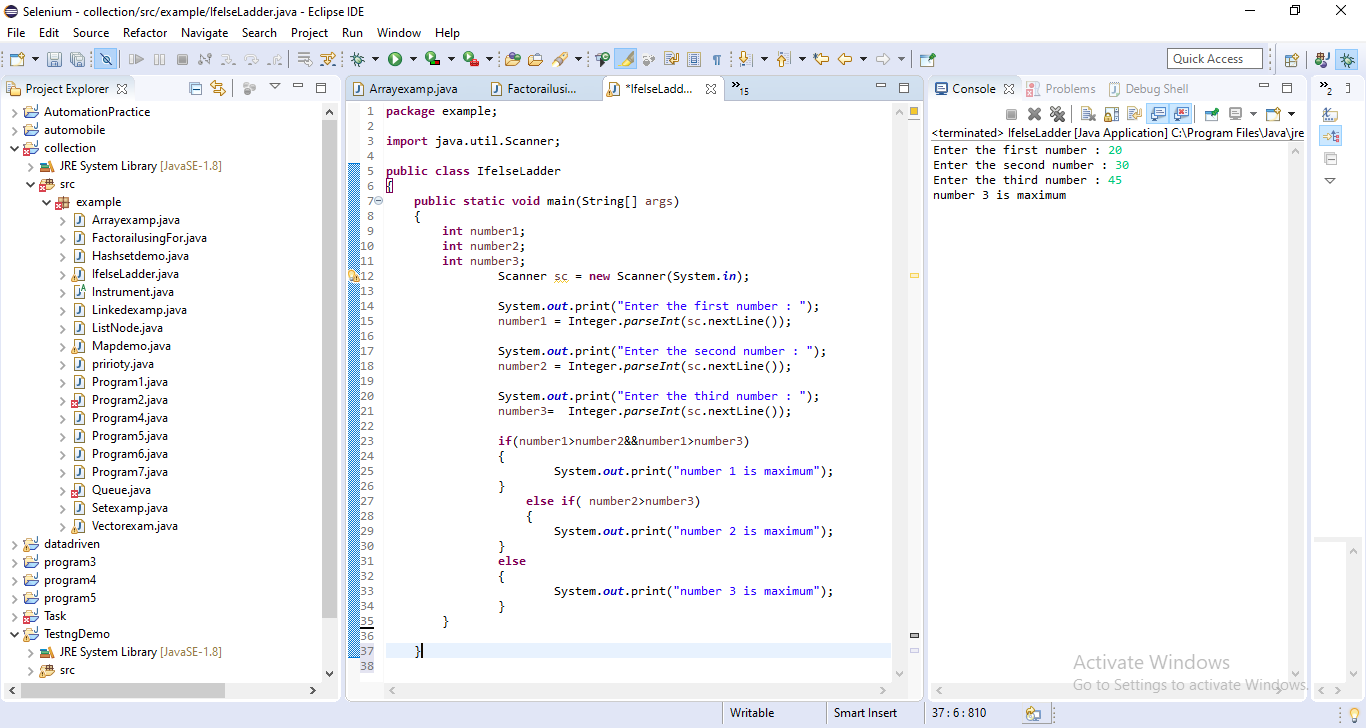 Selenium - collection/src/example/IfelseLadder.java - Eclipse IDE
File Edit Source Refactor Navigate Search Project Run Window Help
Quick Access
Project Explorer
AutomationPractice
automobile
collection
JRE System Library [JavaSE-1.8]
src
example
Arrayexamp.java
FactorailusingFor.java
Hashsetdemo.java
IfelseLadder.java
Instrument.java
Linkedexamp.java
ListNode.java
Mapdemo.java
pririoty.java
Program1.java
Program2.java
Program4.java
Program5.java
Program6.java
Program7.java
Queue.java
Setexamp.java
Vectorexam.java
datadriven
program3
program4
program5
Task
TestngDemo
JRE System Library [JavaSE-1.8]
src
Arrayexamp.java Factorailusi... *IfelseLadd... »15
1 package example;
2
3 import java.util.Scanner;
4
5 public class IfelseLadder
6 {
7 public static void main(String[] args)
8 {
9 int number1;
10 int number2;
11 int number3;
12 Scanner sc = new Scanner(System.in);
13
14 System.out.print("Enter the first number : ");
15 number1 = Integer.parseInt(sc.nextLine());
16
17 System.out.print("Enter the second number : ");
18 number2 = Integer.parseInt(sc.nextLine());
19
20 System.out.print("Enter the third number : ");
21 number3= Integer.parseInt(sc.nextLine());
22
23 if(number1>number2&&number1>number3)
24 {
25 System.out.print("number 1 is maximum");
26 }
27 else if( number2>number3)
28 {
29 System.out.print("number 2 is maximum");
30 }
31 else
32 {
33 System.out.print("number 3 is maximum");
34 }
35 }
36
37 }
38
Console Problems Debug Shell
<terminated> IfelseLadder [Java Application] C:\Program Files\Java\jre
Enter the first number : 20
Enter the second number : 30
Enter the third number : 45
number 3 is maximum
»2
Activate Windows
Go to Settings to activate Windows.
Writable Smart Insert 37 : 6 : 810